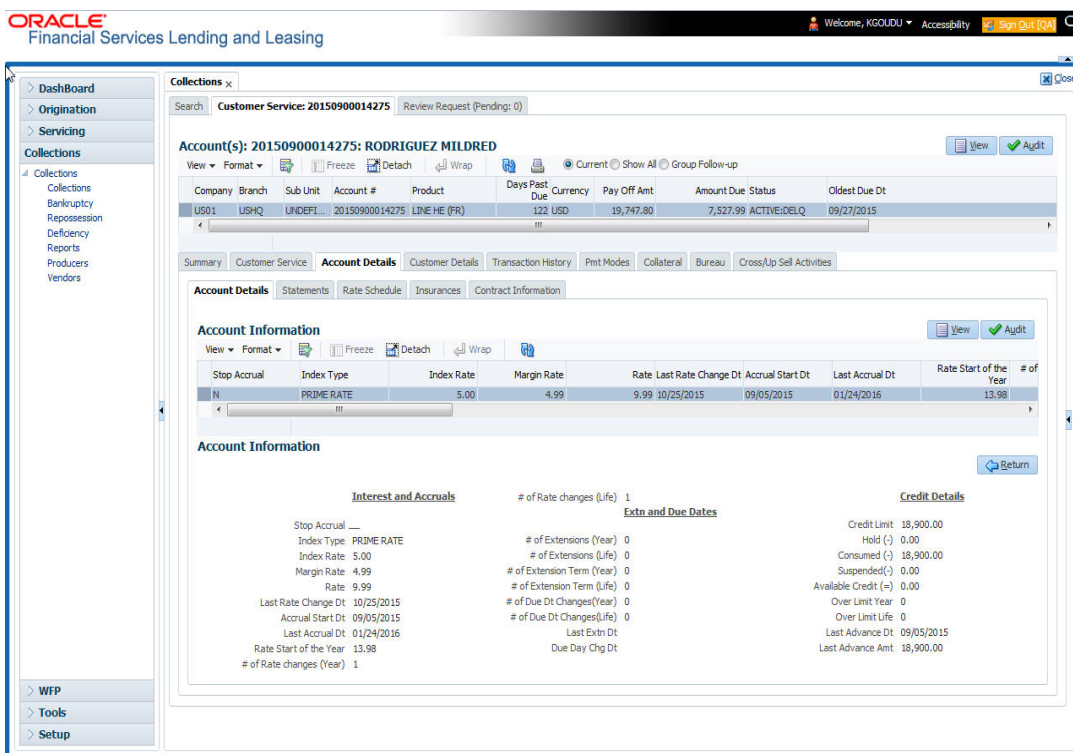 ORACLE
Financial Services Lending and Leasing
Welcome, KGOUDU Accessibility Sign Out [QA]
DashBoard
Origination
Servicing
Collections
Collections
Collections
Bankruptcy
Repossession
Deficiency
Reports
Producers
Vendors
WFP
Tools
Setup
Collections x
Close
Search Customer Service: 20150900014275 Review Request (Pending: 0)
Account(s): 20150900014275: RODRIGUEZ MILDRED
View Audit
View Format Freeze Detach Wrap Current Show All Group Follow-up
Company Branch Sub Unit Account # Product Days Past Due Currency Pay Off Amt Amount Due Status Oldest Due Dt
US01 USHQ UNDEFI... 20150900014275 LINE HE (FR) 122 USD 19,747.80 7,527.99 ACTIVE:DELQ 09/27/2015
Summary Customer Service Account Details Customer Details Transaction History Pmt Modes Collateral Bureau Cross/Up Sell Activities
Account Details Statements Rate Schedule Insurances Contract Information
Account Information
View Audit
View Format Freeze Detach Wrap
Stop Accrual Index Type Index Rate Margin Rate Rate Last Rate Change Dt Accrual Start Dt Last Accrual Dt Rate Start of the Year # of
N PRIME RATE 5.00 4.99 9.99 10/25/2015 09/05/2015 01/24/2016 13.98
Account Information
Return
Interest and Accruals
Stop Accrual
Index Type PRIME RATE
Index Rate 5.00
Margin Rate 4.99
Rate 9.99
Last Rate Change Dt 10/25/2015
Accrual Start Dt 09/05/2015
Last Accrual Dt 01/24/2016
Rate Start of the Year 13.98
# of Rate changes (Year) 1
# of Rate changes (Life) 1
Extn and Due Dates
# of Extensions (Year) 0
# of Extensions (Life) 0
# of Extension Term (Year) 0
# of Extension Term (Life) 0
# of Due Dt Changes(Year) 0
# of Due Dt Changes(Life) 0
Last Extn Dt
Due Day Chg Dt
Credit Details
Credit Limit 18,900.00
Hold (-) 0.00
Consumed (-) 18,900.00
Suspended(-) 0.00
Available Credit (=) 0.00
Over Limit Year 0
Over Limit Life 0
Last Advance Dt 09/05/2015
Last Advance Amt 18,900.00